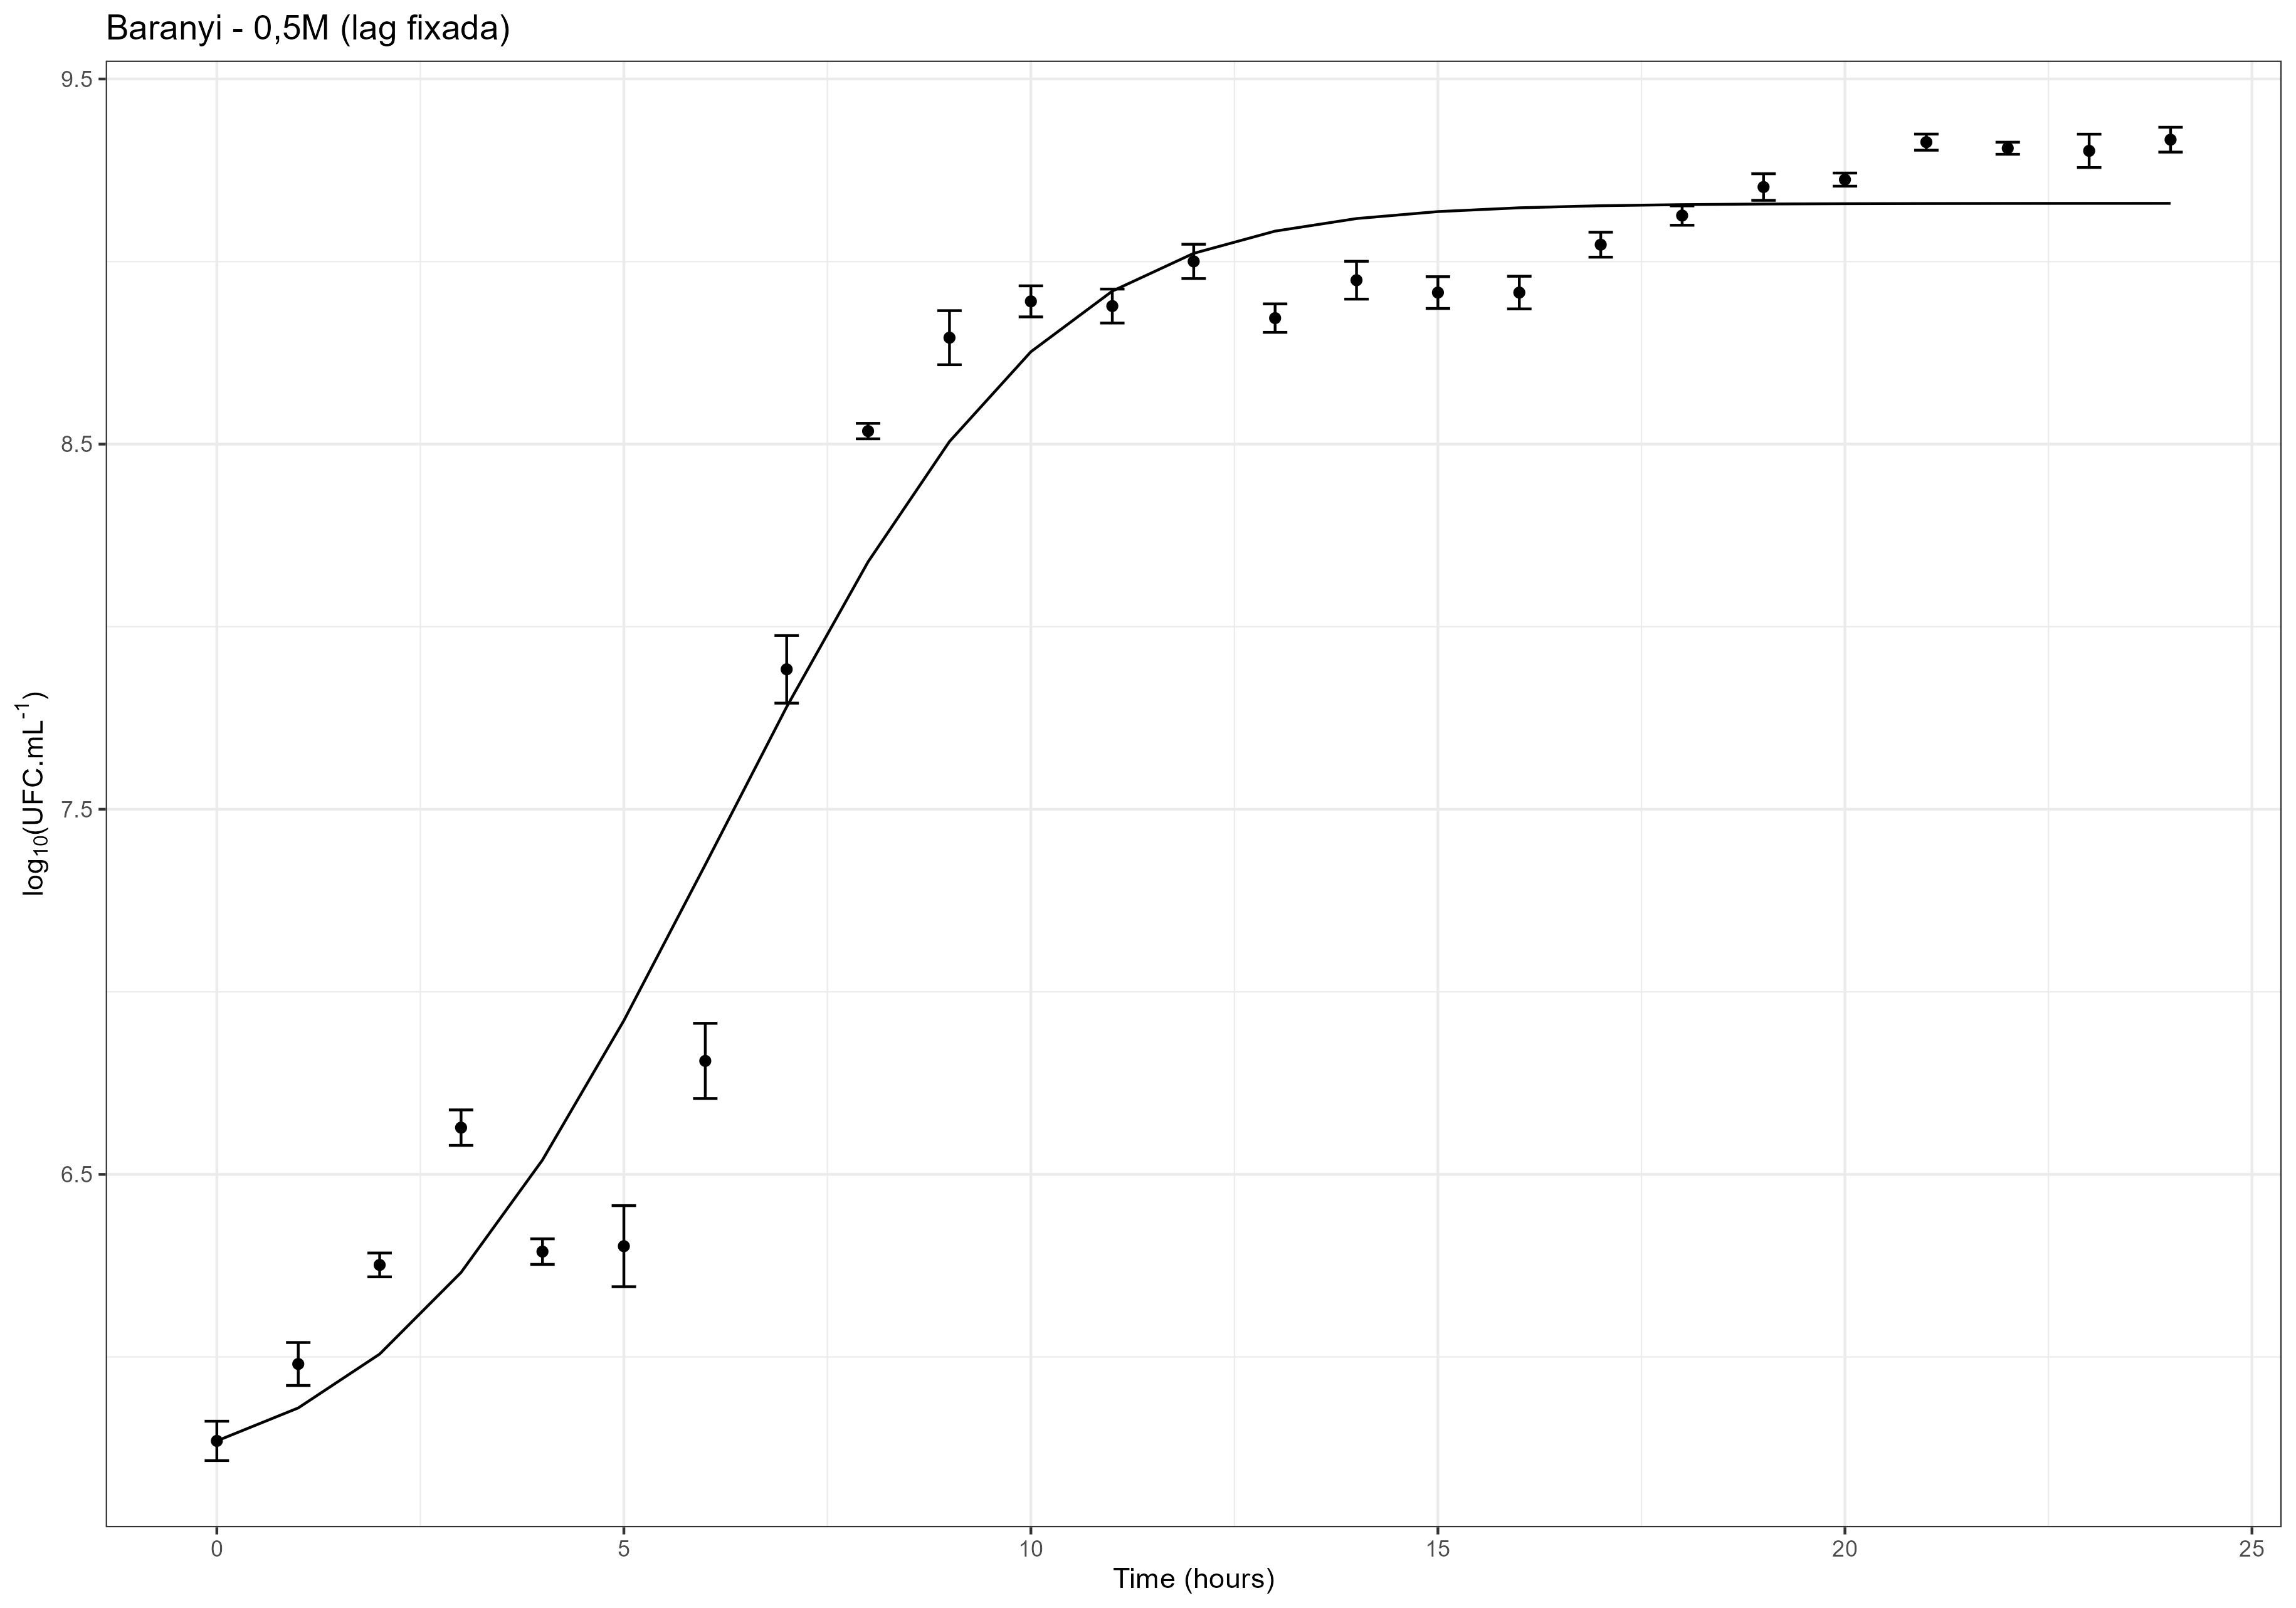 Baranyi - 0,5M (lag fixada)
9.5
8.5
7.5
6.5
log₁₀(UFC.mL⁻¹)
0 5 10 15 20 25
Time (hours)